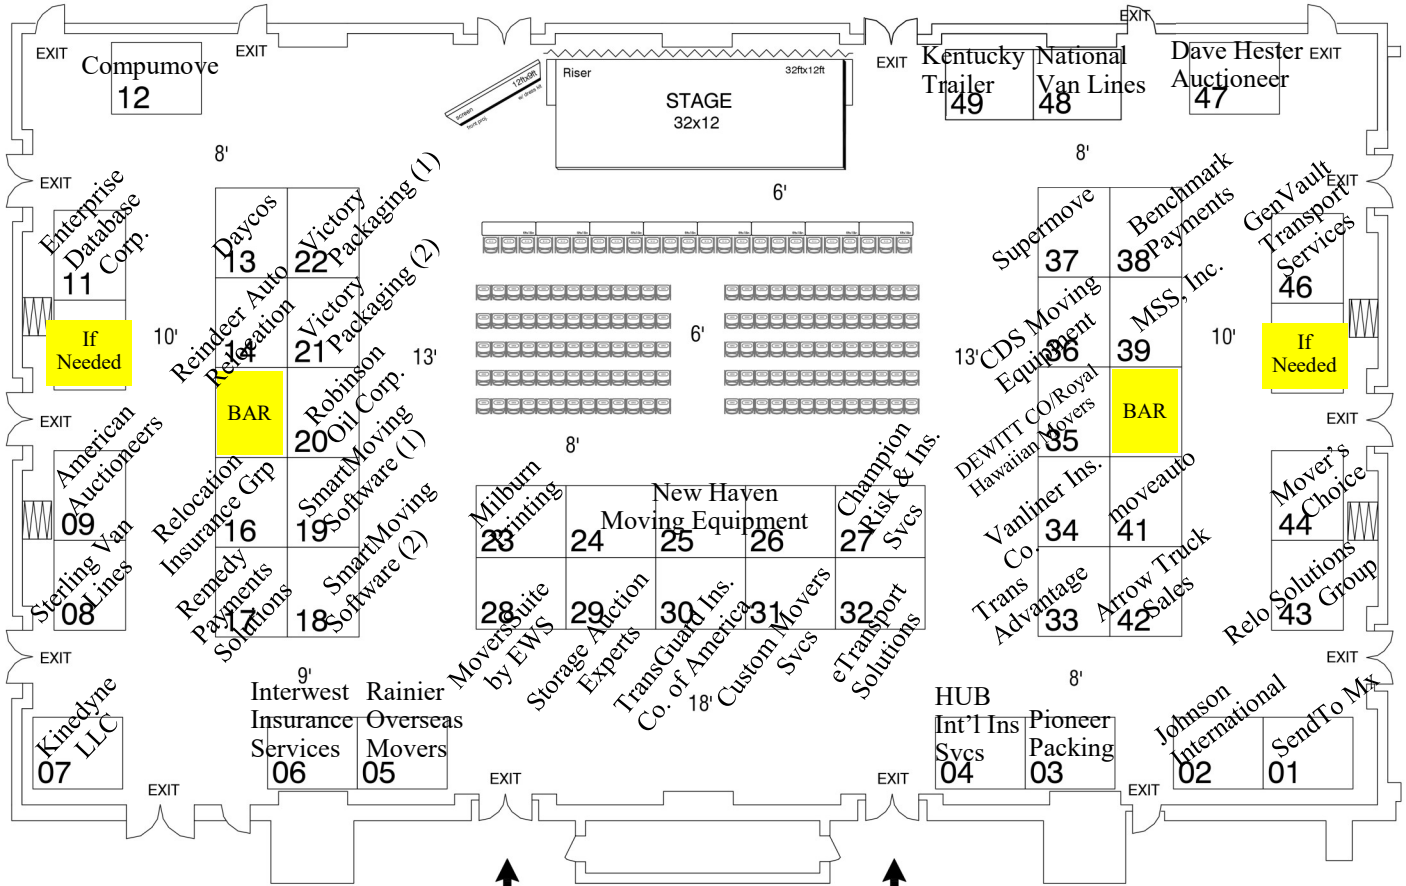 EXIT
EXIT
EXIT
EXIT
EXIT
EXIT
Compumove
12
screen
12ftx9ft
w/ dress kit
front proj.
Riser
32ftx12ft
STAGE
32x12
Kentucky
Trailer
49
National
Van Lines
48
Dave Hester
Auctioneer
47
8'
6'
8'
EXIT
EXIT
Enterprise
Database
Corp.
11
Daycos
13
Victory
Packaging (1)
22
Supermove
37
Benchmark
Payments
38
GenVault
Transport
Services
46
If
Needed
10'
Reindeer Auto
Relocation
14
Victory
Packaging (2)
21
13'
6'
13'
CDS Moving
Equipment
36
MSS, Inc.
39
10'
If
Needed
EXIT
BAR
Robinson
Oil Corp.
20
8'
DEWITT CO/Royal
Hawaiian Movers
35
BAR
EXIT
American
Auctioneers
09
Relocation
Insurance Grp
16
SmartMoving
Software (1)
19
Milburn
Printing
23
New Haven
Moving Equipment
24
25
26
Champion
Risk & Ins.
Svcs
27
Vanliner Ins.
Co.
34
moveauto
41
Mover's
Choice
44
Sterling Van
Lines
08
Remedy
Payments
Solutions
17
SmartMoving
Software (2)
18
28
MoversSuite
by EWS
29
Storage Auction
Experts
30
TransGuard Ins.
Co. of America
31
Custom Movers
Svcs
32
eTransport
Solutions
Trans
Advantage
33
Arrow Truck
Sales
42
Relo Solutions
Group
43
EXIT
EXIT
9'
18'
8'
Kinedyne
LLC
07
Interwest
Insurance
Services
06
Rainier
Overseas
Movers
05
HUB
Int'l Ins
Svcs
04
Pioneer
Packing
03
Johnson
International
02
SendTo Mx
01
EXIT
EXIT
EXIT
EXIT